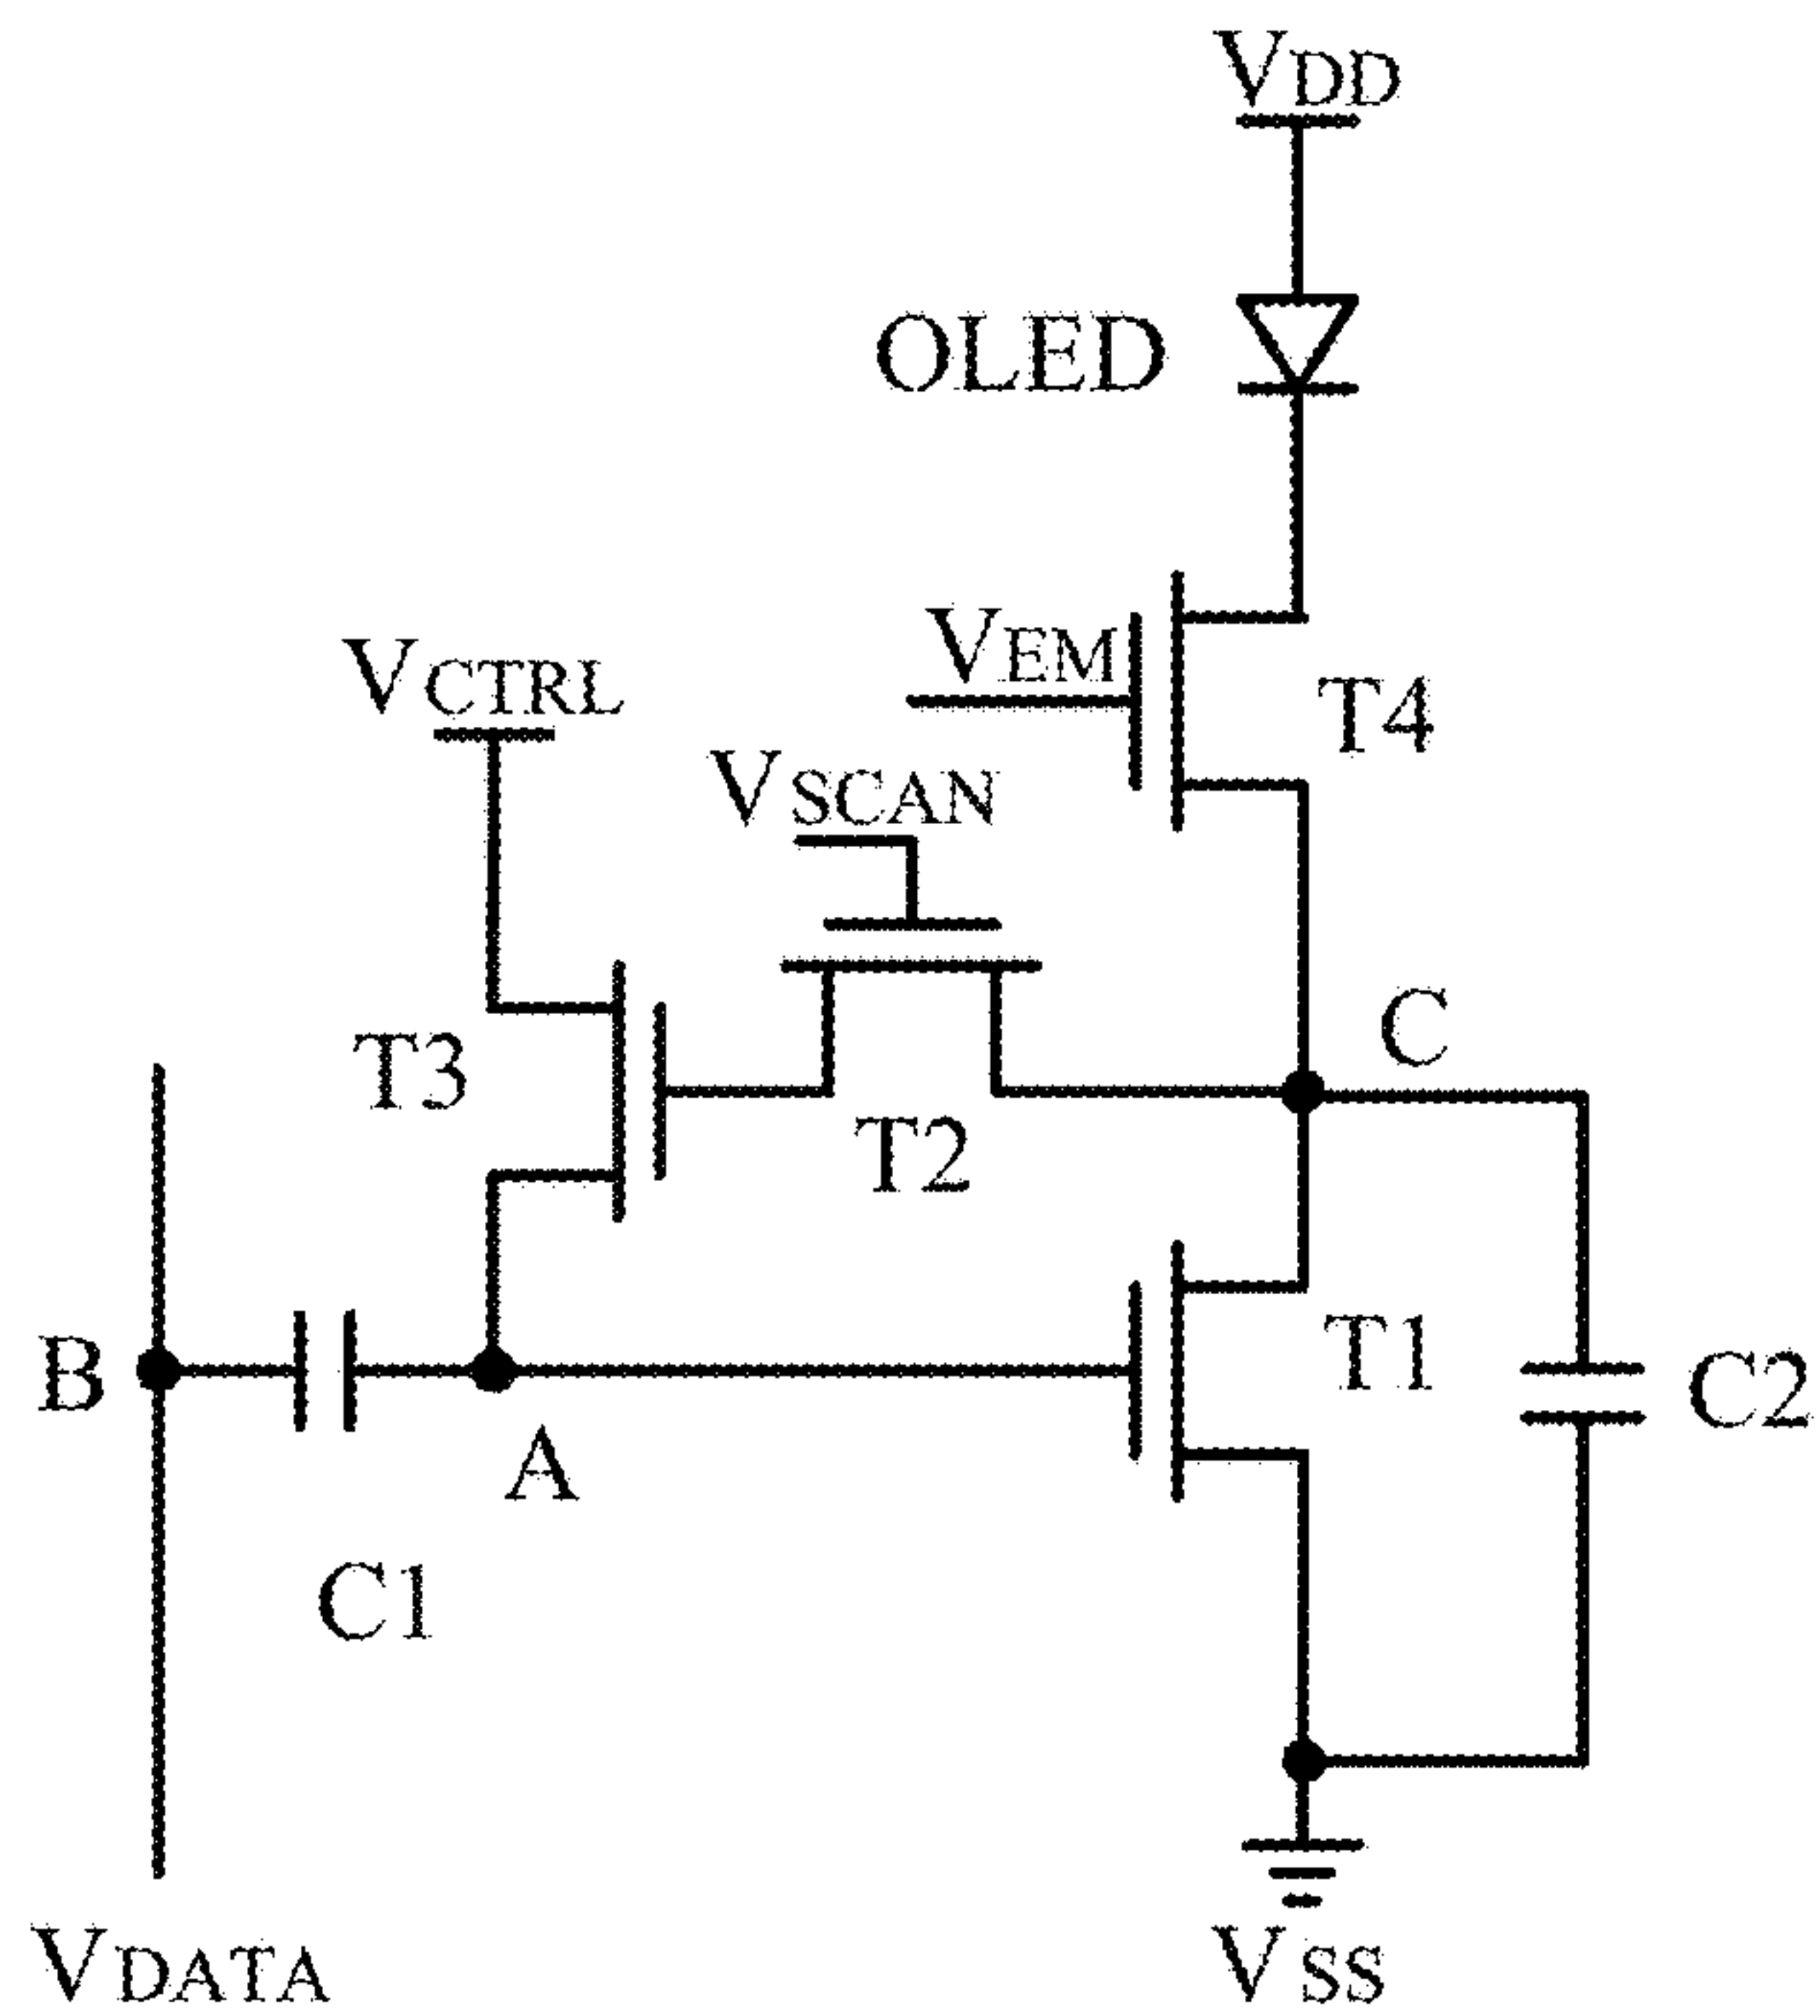 VDD
OLED
VEM
VCTRL
T4
VSCAN
C
T3
T2
T1
B
C2
A
C1
VDATA
VSS